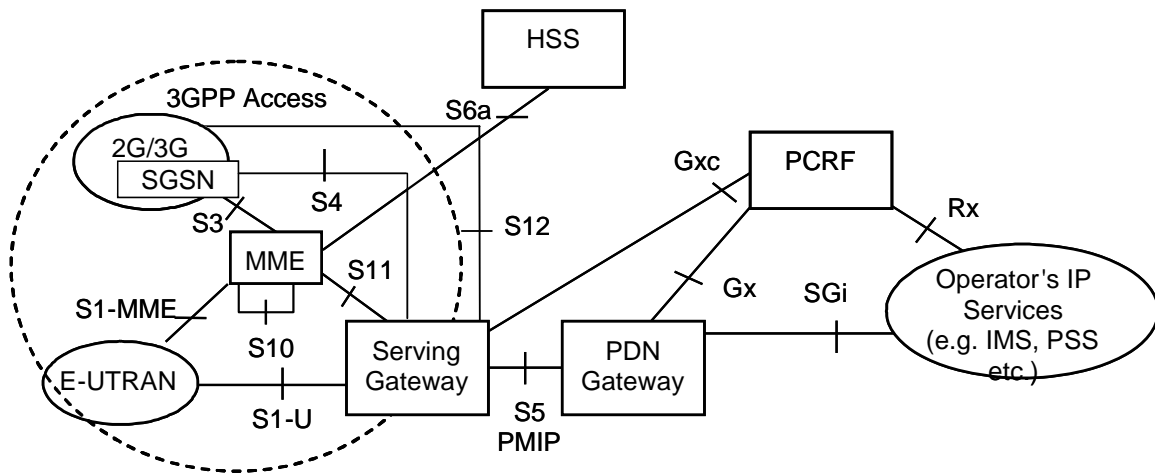 HSS
3GPP Access
S6a
2G/3G
SGSN
Gxc
PCRF
S4
S3
S12
Rx
MME
S11
Gx
SGi
Operator's IP
Services
(e.g. IMS, PSS
etc.)
S1-MME
S10
Serving
Gateway
PDN
Gateway
E-UTRAN
S1-U
S5
PMIP